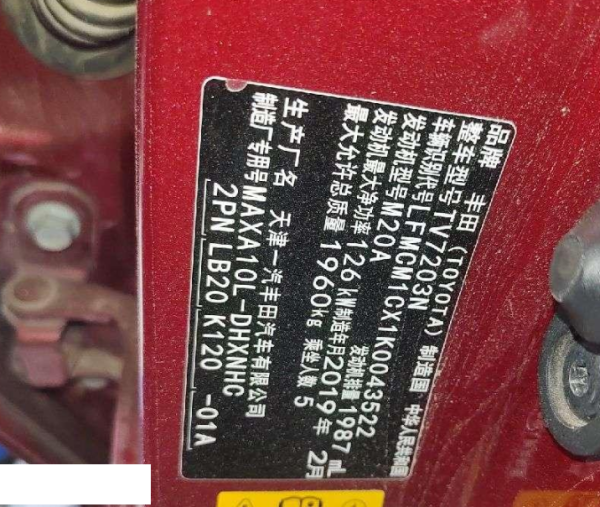 品牌 丰田(TOYOTA) 制造国 中华人民共和国
整车型号 TV7203N
车辆识别代号 LFMCM1CX1K0043522
发动机型号 M20A 发动机排量 1987 mL
发动机最大净功率 126 kW 制造年月 2019年 2月
最大允许总质量 1960kg 乘坐人数 5
生产厂名 天津一汽丰田汽车有限公司
制造厂专用号 MAXA10L-DHXNHC
2PN LB20 K120 -01A